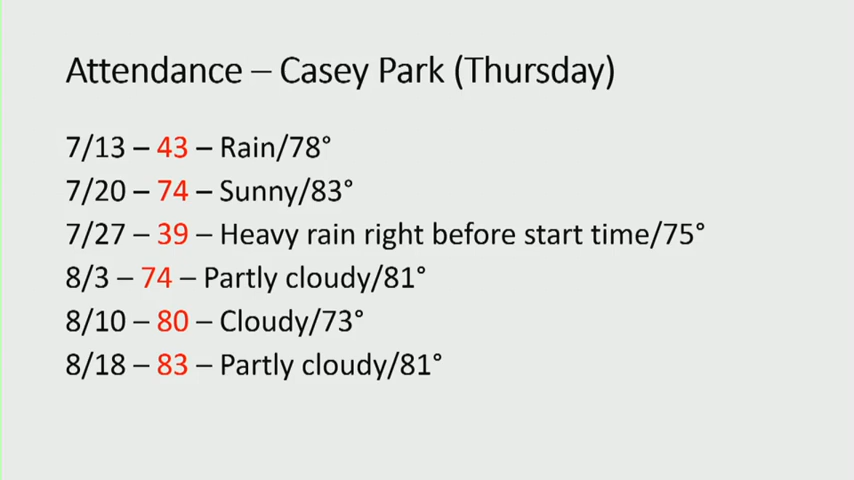 Attendance – Casey Park (Thursday)
7/13 – 43 – Rain/78°
7/20 – 74 – Sunny/83°
7/27 – 39 – Heavy rain right before start time/75°
8/3 – 74 – Partly cloudy/81°
8/10 – 80 – Cloudy/73°
8/18 – 83 – Partly cloudy/81°